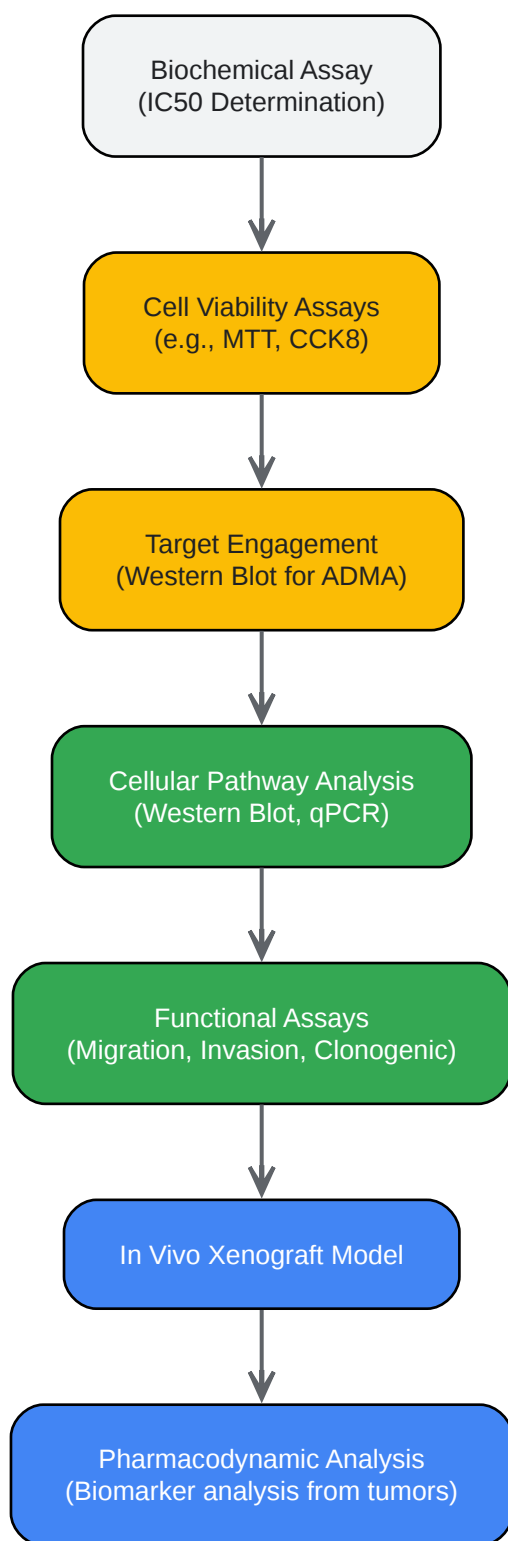 Biochemical Assay
(IC50 Determination)
Cell Viability Assays
(e.g., MTT, CCK8)
Target Engagement
(Western Blot for ADMA)
Cellular Pathway Analysis
(Western Blot, qPCR)
Functional Assays
(Migration, Invasion, Clonogenic)
In Vivo Xenograft Model
Pharmacodynamic Analysis
(Biomarker analysis from tumors)